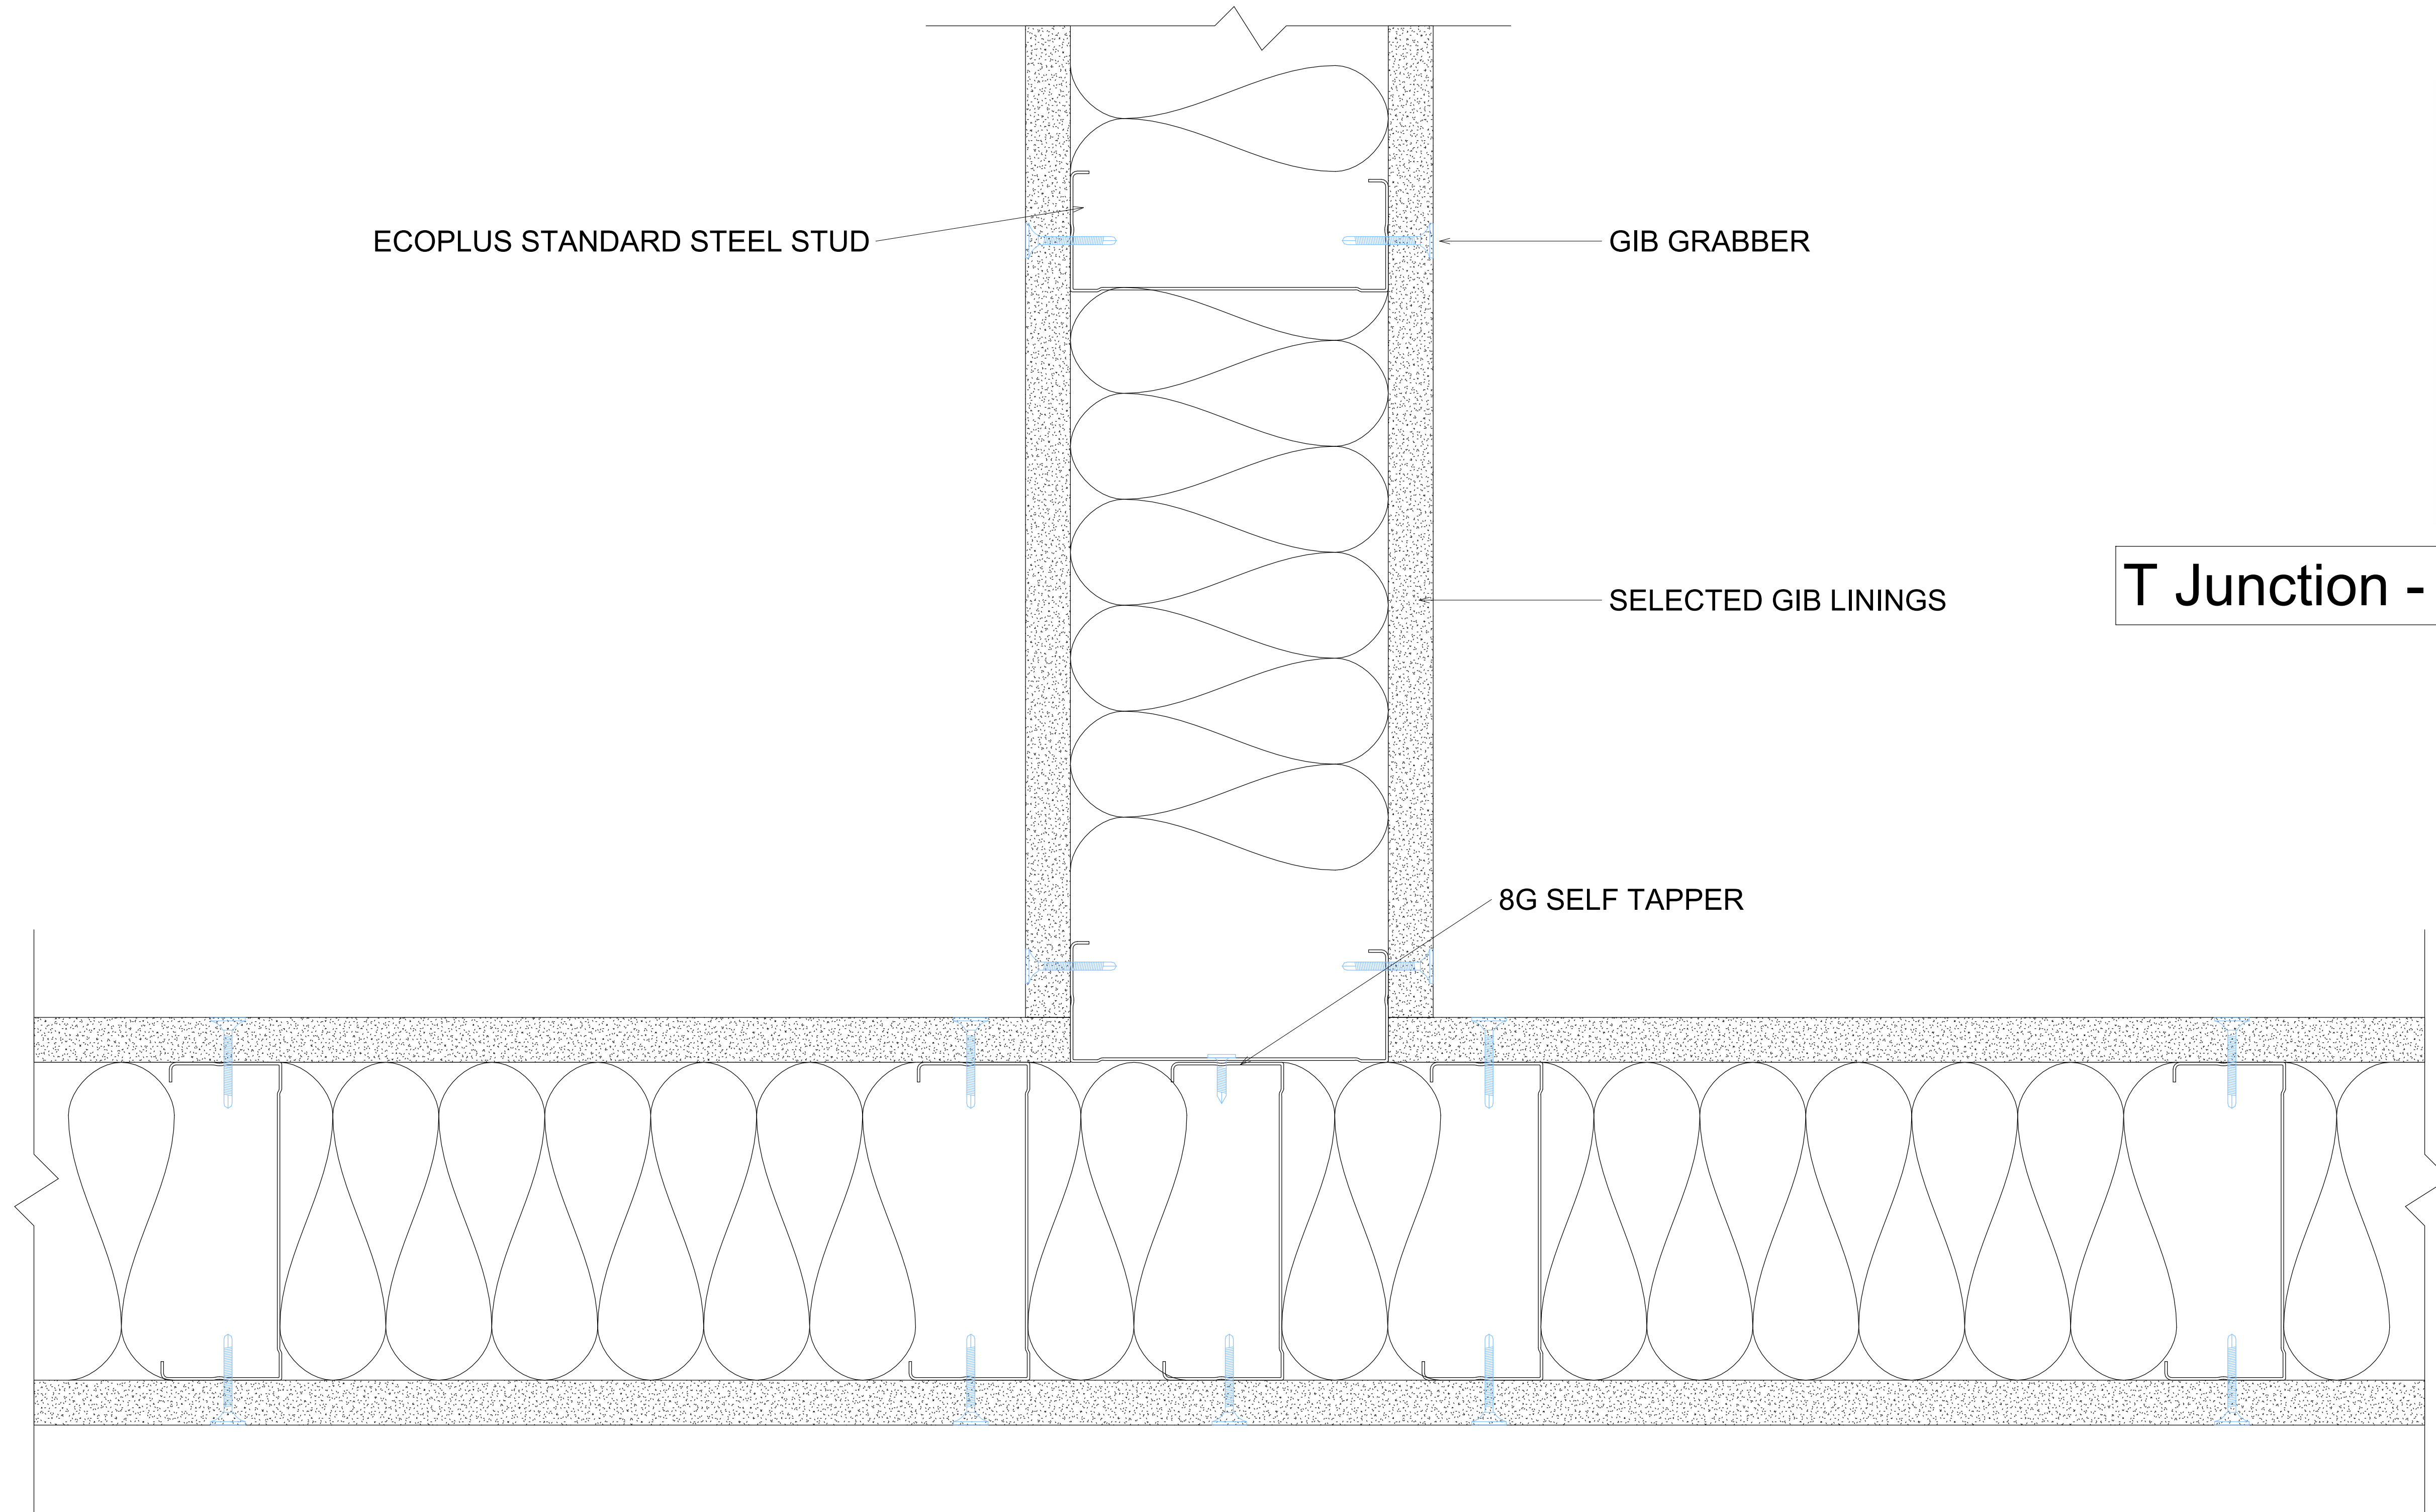 ECOPLUS STANDARD STEEL STUD
GIB GRABBER
T Junction -
SELECTED GIB LININGS
8G SELF TAPPER